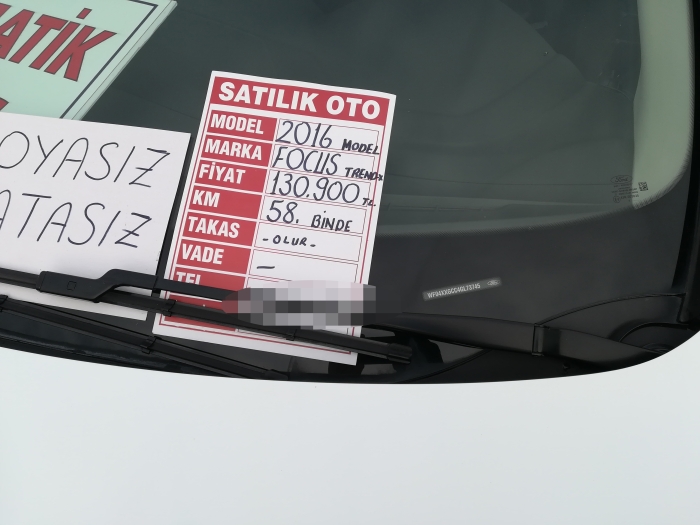 ATİK
OYASIZ
ATASIZ
SATILIK OTO
MODEL 2016 MODEL
MARKA FOCUS TREND-X
FİYAT 130.900 TL.
KM 58. BİNDE
TAKAS -OLUR-
VADE —
TEL